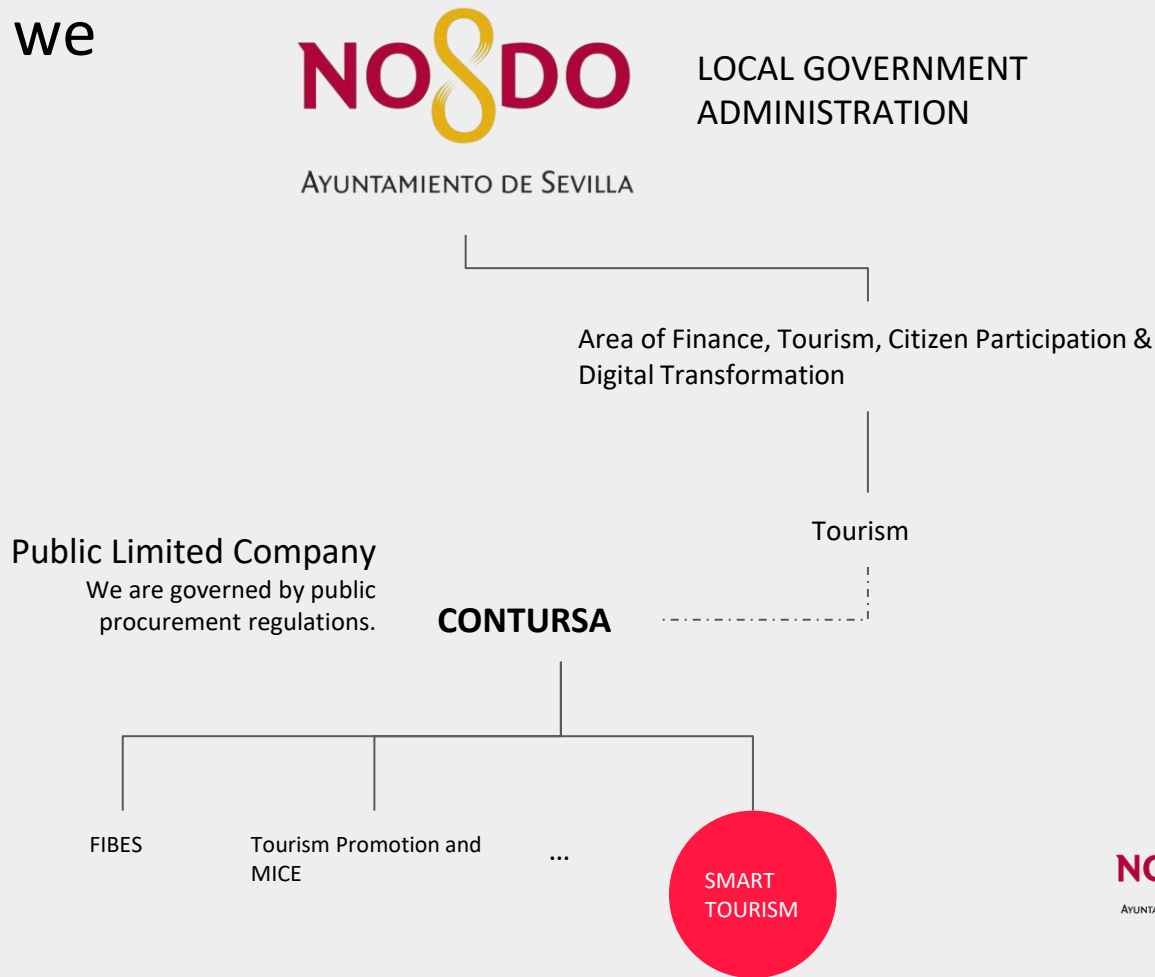 we
NO8DO
AYUNTAMIENTO DE SEVILLA
LOCAL GOVERNMENT
ADMINISTRATION
Area of Finance, Tourism, Citizen Participation &
Digital Transformation
Tourism
Public Limited Company
We are governed by public
procurement regulations.
CONTURSA
FIBES
Tourism Promotion and
MICE
...
SMART
TOURISM